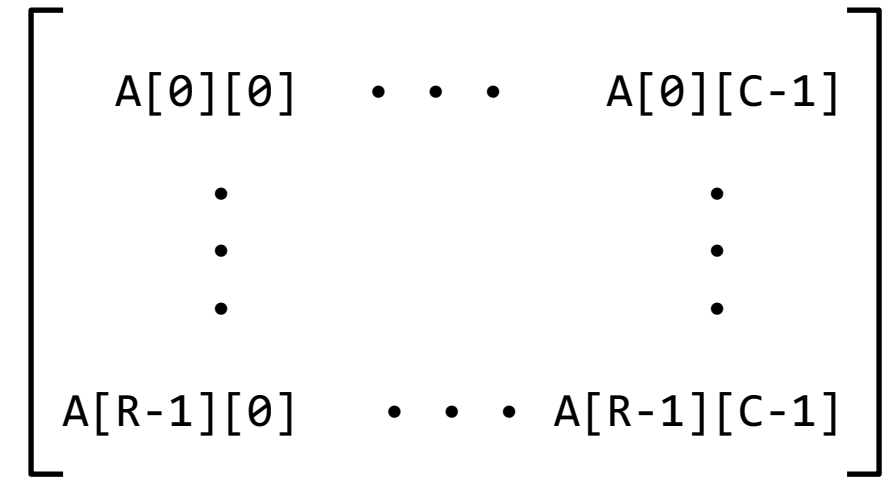 A[0][0] • • • A[0][C-1]
• •
• •
• •
A[R-1][0] • • • A[R-1][C-1]